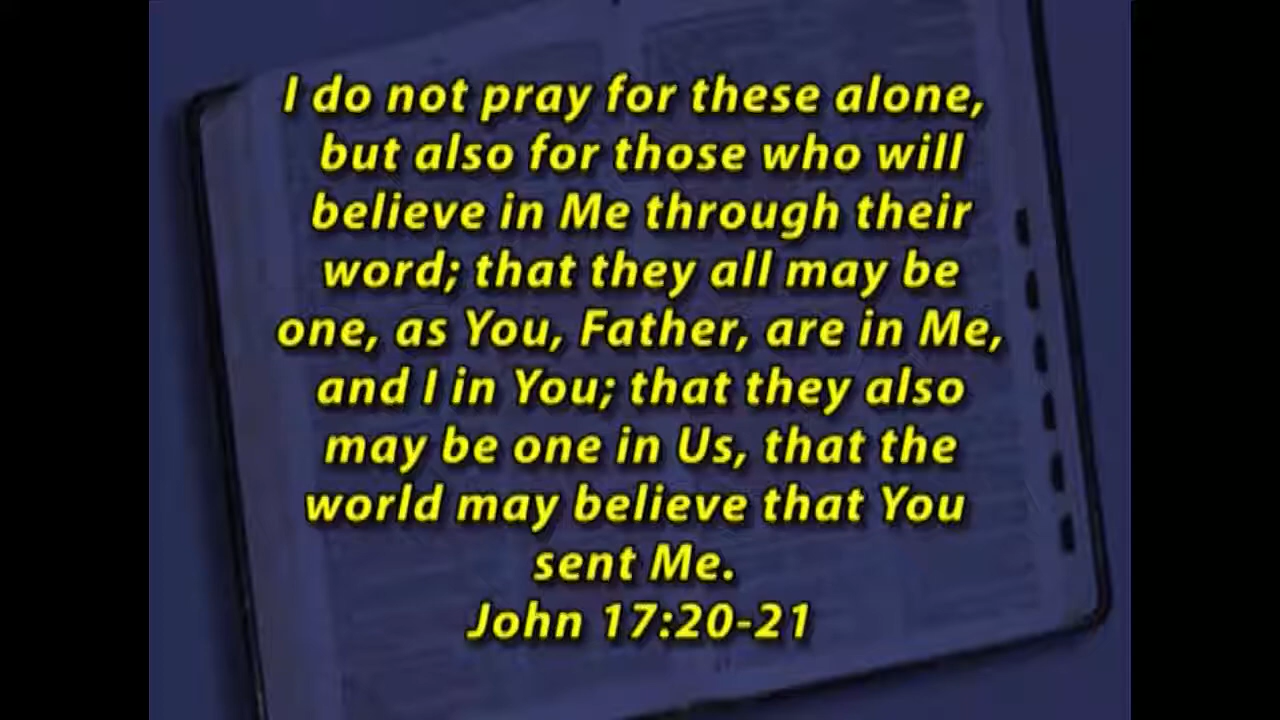 I do not pray for these alone,
but also for those who will
believe in Me through their
word; that they all may be
one, as You, Father, are in Me,
and I in You; that they also
may be one in Us, that the
world may believe that You
sent Me.
John 17:20-21